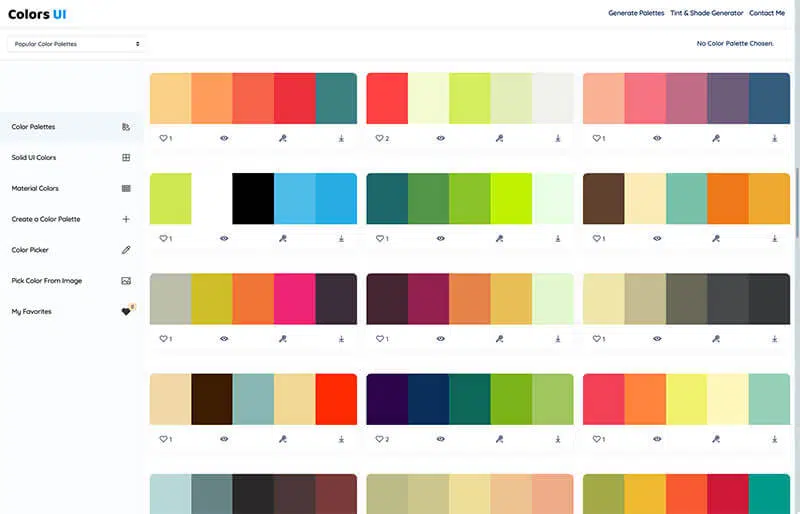 Colors UI
Generate Palettes Tint & Shade Generator Contact Me
Popular Color Palettes
No Color Palette Chosen.
Color Palettes
Solid UI Colors
Material Colors
Create a Color Palette
Color Picker
Pick Color From Image
My Favorites
1 2 1
1 1 1
1 1 1
1 2 1